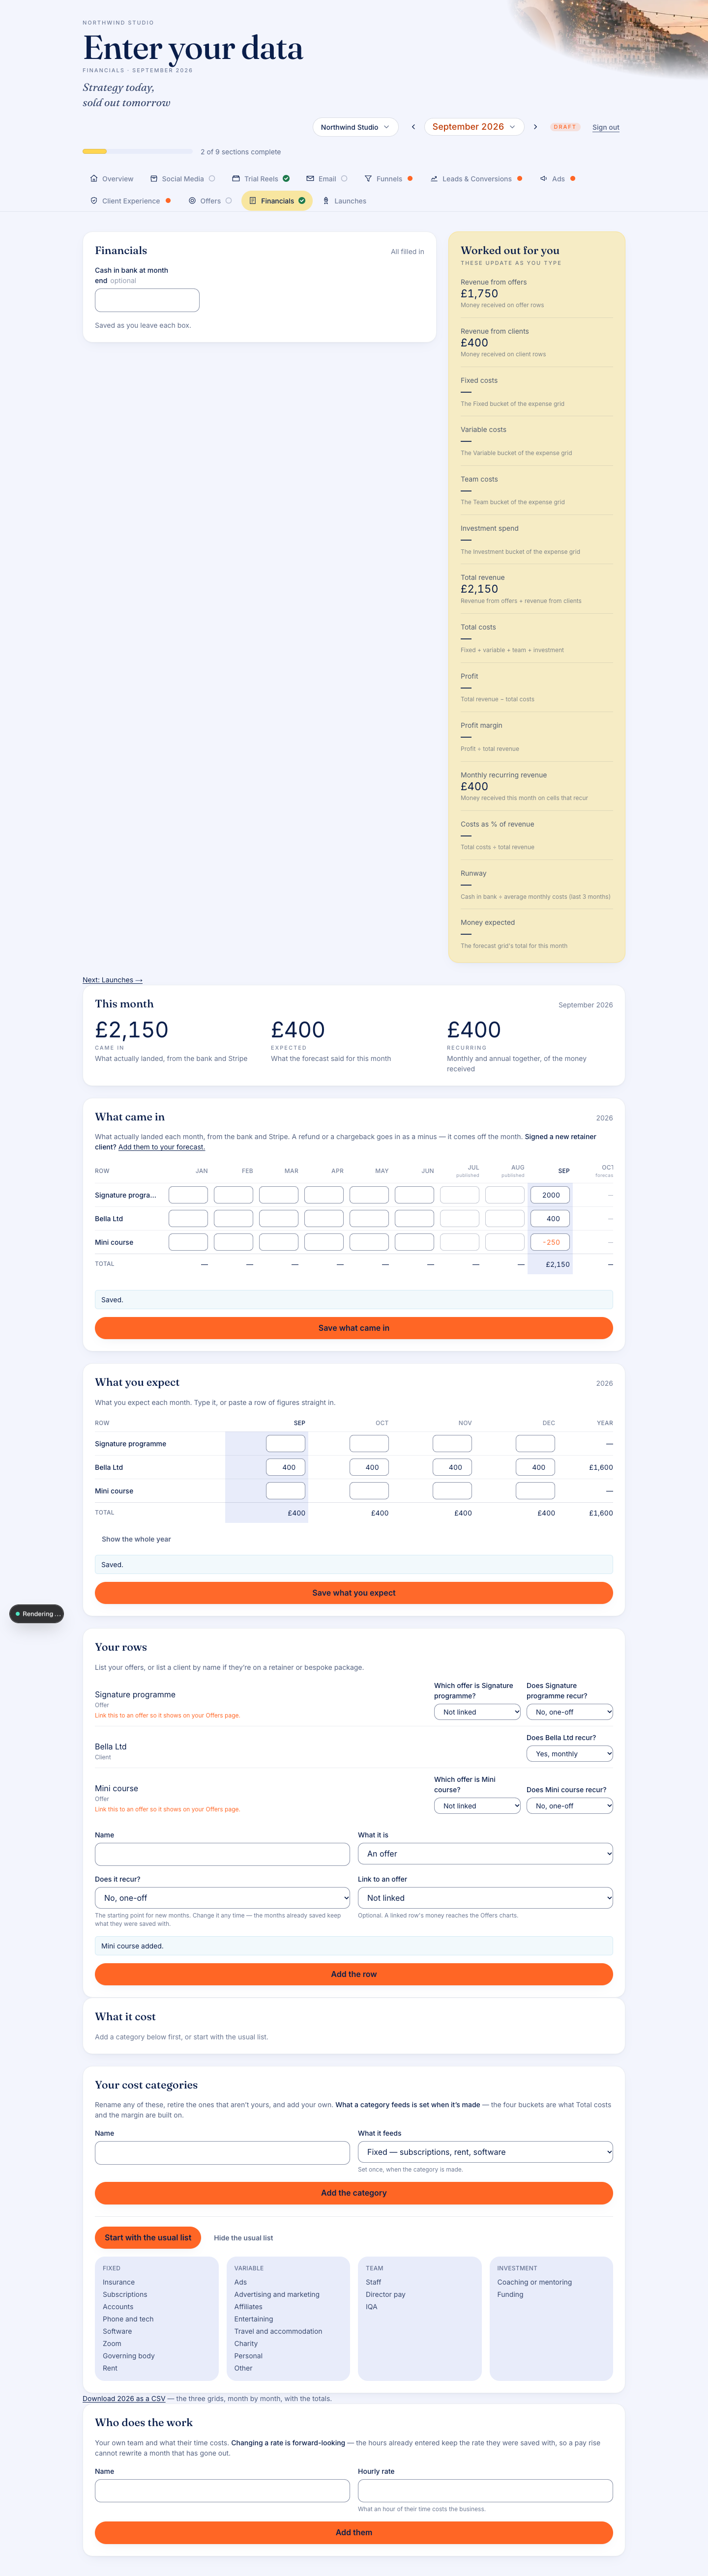 NORTHWIND STUDIO
Enter your data
FINANCIALS · SEPTEMBER 2026
Strategy today,
sold out tomorrow
Northwind Studio
September 2026
DRAFT
Sign out
2 of 9 sections complete
Overview
Social Media
Trial Reels
Email
Funnels
Leads & Conversions
Ads
Client Experience
Offers
Financials
Launches
Financials
All filled in
Cash in bank at month
end optional
Saved as you leave each box.
Worked out for you
THESE UPDATE AS YOU TYPE
Revenue from offers
£1,750
Money received on offer rows
Revenue from clients
£400
Money received on client rows
Fixed costs
—
The Fixed bucket of the expense grid
Variable costs
—
The Variable bucket of the expense grid
Team costs
—
The Team bucket of the expense grid
Investment spend
—
The Investment bucket of the expense grid
Total revenue
£2,150
Revenue from offers + revenue from clients
Total costs
—
Fixed + variable + team + investment
Profit
—
Total revenue − total costs
Profit margin
—
Profit ÷ total revenue
Monthly recurring revenue
£400
Money received this month on cells that recur
Costs as % of revenue
—
Total costs ÷ total revenue
Runway
—
Cash in bank ÷ average monthly costs (last 3 months)
Money expected
—
The forecast grid's total for this month
Next: Launches →
This month
September 2026
£2,150
CAME IN
What actually landed, from the bank and Stripe
£400
EXPECTED
What the forecast said for this month
£400
RECURRING
Monthly and annual together, of the money
received
What came in
2026
What actually landed each month, from the bank and Stripe. A refund or a chargeback goes in as a minus — it comes off the month. Signed a new retainer
client? Add them to your forecast.
ROW JAN FEB MAR APR MAY JUN JUL published AUG published SEP OCT forecas
Signature progra... 2000 —
Bella Ltd 400 —
Mini course -250 —
TOTAL — — — — — — — — £2,150 —
Saved.
Save what came in
What you expect
2026
What you expect each month. Type it, or paste a row of figures straight in.
ROW SEP OCT NOV DEC YEAR
Signature programme —
Bella Ltd 400 400 400 400 £1,600
Mini course —
TOTAL £400 £400 £400 £400 £1,600
Show the whole year
Saved.
Save what you expect
Rendering ...
Your rows
List your offers, or list a client by name if they're on a retainer or bespoke package.
Signature programme
Offer
Link this to an offer so it shows on your Offers page.
Which offer is Signature
programme?
Not linked
Does Signature
programme recur?
No, one-off
Bella Ltd
Client
Does Bella Ltd recur?
Yes, monthly
Mini course
Offer
Link this to an offer so it shows on your Offers page.
Which offer is Mini
course?
Not linked
Does Mini course recur?
No, one-off
Name
What it is
An offer
Does it recur?
No, one-off
The starting point for new months. Change it any time — the months already saved keep
what they were saved with.
Link to an offer
Not linked
Optional. A linked row's money reaches the Offers charts.
Mini course added.
Add the row
What it cost
Add a category below first, or start with the usual list.
Your cost categories
Rename any of these, retire the ones that aren't yours, and add your own. What a category feeds is set when it's made — the four buckets are what Total costs
and the margin are built on.
Name
What it feeds
Fixed — subscriptions, rent, software
Set once, when the category is made.
Add the category
Start with the usual list
Hide the usual list
FIXED
Insurance
Subscriptions
Accounts
Phone and tech
Software
Zoom
Governing body
Rent
VARIABLE
Ads
Advertising and marketing
Affiliates
Entertaining
Travel and accommodation
Charity
Personal
Other
TEAM
Staff
Director pay
IQA
INVESTMENT
Coaching or mentoring
Funding
Download 2026 as a CSV — the three grids, month by month, with the totals.
Who does the work
Your own team and what their time costs. Changing a rate is forward-looking — the hours already entered keep the rate they were saved with, so a pay rise
cannot rewrite a month that has gone out.
Name
Hourly rate
What an hour of their time costs the business.
Add them